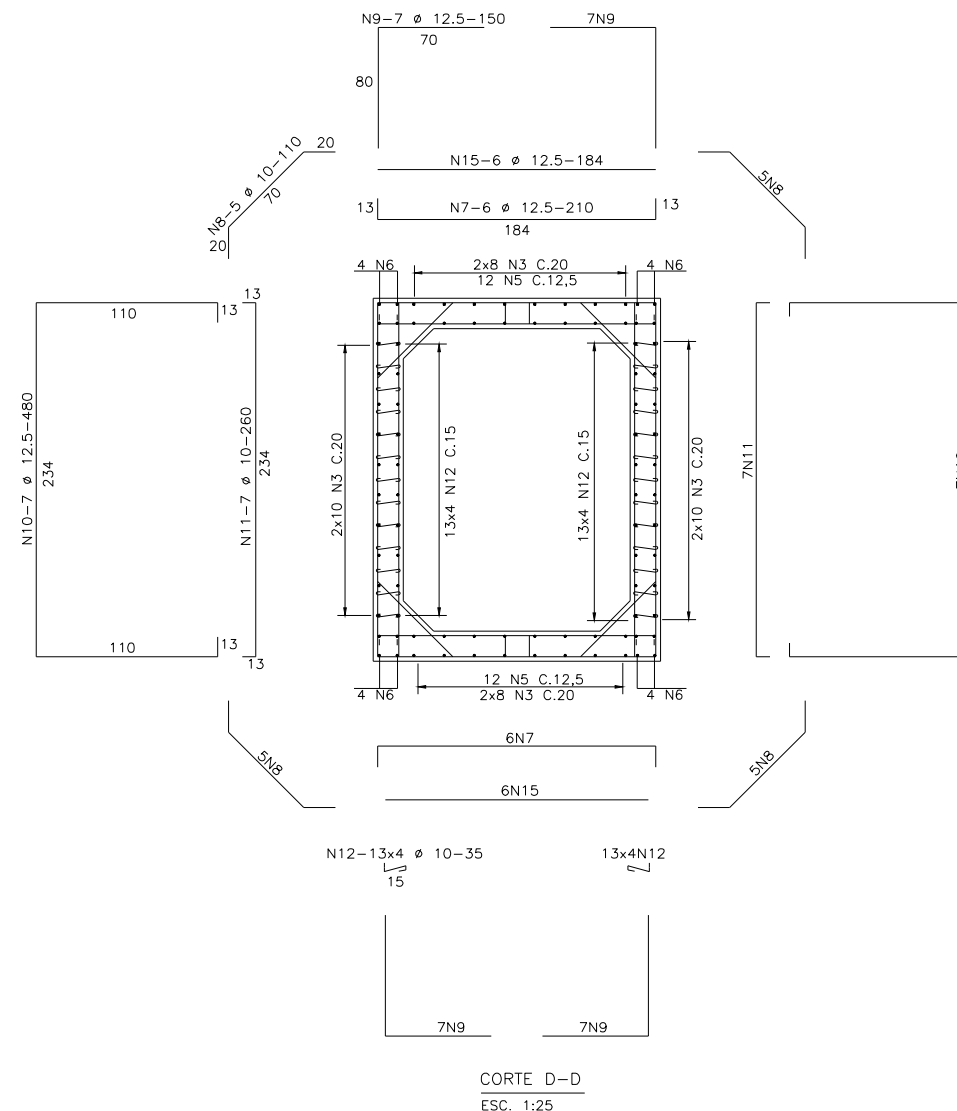 N9-7 ø 12.5-150
7N9
70
80
20
N8-5 ø 10-110
70
20
N15-6 ø 12.5-184
5N8
13
N7-6 ø 12.5-210
13
184
4 N6
2x8 N3 C.20
12 N5 C.12,5
4 N6
110
13
13
N10-7 ø 12.5-480
234
N11-7 ø 10-260
234
2x10 N3 C.20
13x4 N12 C.15
13x4 N12 C.15
2x10 N3 C.20
7N11
110
13
13
4 N6
12 N5 C.12,5
2x8 N3 C.20
4 N6
5N8
6N7
5N8
6N15
N12-13x4 ø 10-35
13x4N12
15
7N9
7N9
CORTE D-D
ESC. 1:25